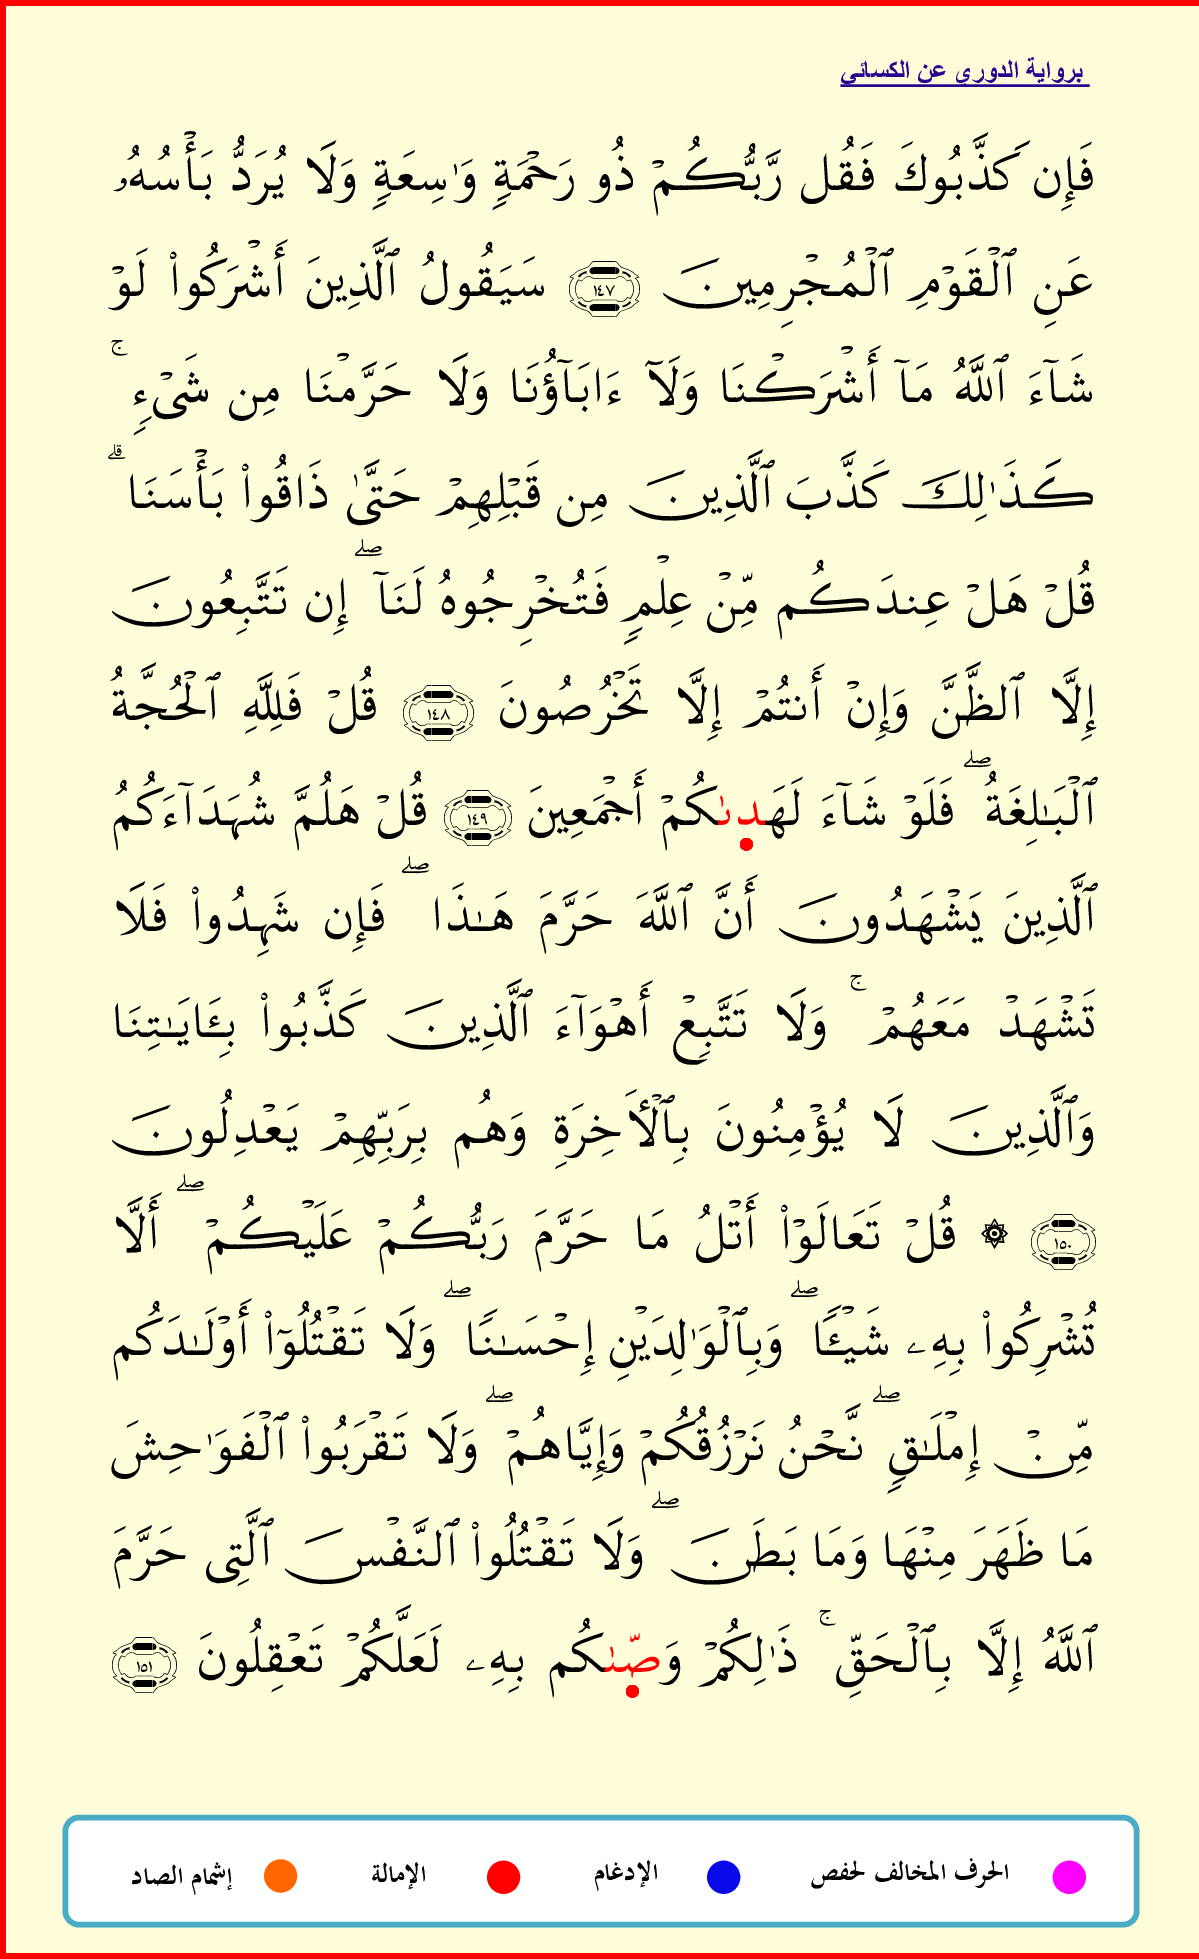 برواية الدوري عن الكسائي
فَإِن كَذَّبُوكَ فَقُل رَّبُّكُمۡ ذُو رَحۡمَةٖ وَٰسِعَةٖ وَلَا يُرَدُّ بَأۡسُهُۥ
عَنِ ٱلۡقَوۡمِ ٱلۡمُجۡرِمِينَ ١٤٧ سَيَقُولُ ٱلَّذِينَ أَشۡرَكُواْ لَوۡ
شَآءَ ٱللَّهُ مَآ أَشۡرَكۡنَا وَلَآ ءَابَآؤُنَا وَلَا حَرَّمۡنَا مِن شَيۡءٖۚ
كَذَٰلِكَ كَذَّبَ ٱلَّذِينَ مِن قَبۡلِهِمۡ حَتَّىٰ ذَاقُواْ بَأۡسَنَاۗ
قُلۡ هَلۡ عِندَكُم مِّنۡ عِلۡمٖ فَتُخۡرِجُوهُ لَنَآۖ إِن تَتَّبِعُونَ
إِلَّا ٱلظَّنَّ وَإِنۡ أَنتُمۡ إِلَّا تَخۡرُصُونَ ١٤٨ قُلۡ فَلِلَّهِ ٱلۡحُجَّةُ
ٱلۡبَٰلِغَةُۖ فَلَوۡ شَآءَ لَهَدىٰكُمۡ أَجۡمَعِينَ ١٤٩ قُلۡ هَلُمَّ شُهَدَآءَكُمُ
ٱلَّذِينَ يَشۡهَدُونَ أَنَّ ٱللَّهَ حَرَّمَ هَٰذَاۖ فَإِن شَهِدُواْ فَلَا
تَشۡهَدۡ مَعَهُمۡۚ وَلَا تَتَّبِعۡ أَهۡوَآءَ ٱلَّذِينَ كَذَّبُواْ بِـَٔايَٰتِنَا
وَٱلَّذِينَ لَا يُؤۡمِنُونَ بِٱلۡأٓخِرَةِ وَهُم بِرَبِّهِمۡ يَعۡدِلُونَ
١٥٠ ۞ قُلۡ تَعَالَوۡاْ أَتۡلُ مَا حَرَّمَ رَبُّكُمۡ عَلَيۡكُمۡۖ أَلَّا
تُشۡرِكُواْ بِهِۦ شَيۡـٔٗاۖ وَبِٱلۡوَٰلِدَيۡنِ إِحۡسَٰنٗاۖ وَلَا تَقۡتُلُوٓاْ أَوۡلَٰدَكُم
مِّنۡ إِمۡلَٰقٖۖ نَّحۡنُ نَرۡزُقُكُمۡ وَإِيَّاهُمۡۖ وَلَا تَقۡرَبُواْ ٱلۡفَوَٰحِشَ
مَا ظَهَرَ مِنۡهَا وَمَا بَطَنَۖ وَلَا تَقۡتُلُواْ ٱلنَّفۡسَ ٱلَّتِي حَرَّمَ
ٱللَّهُ إِلَّا بِٱلۡحَقِّۚ ذَٰلِكُمۡ وَصّىٰكُم بِهِۦ لَعَلَّكُمۡ تَعۡقِلُونَ ١٥١
الحرف المخالف لحفص الإدغام الإمالة إشمام الصاد